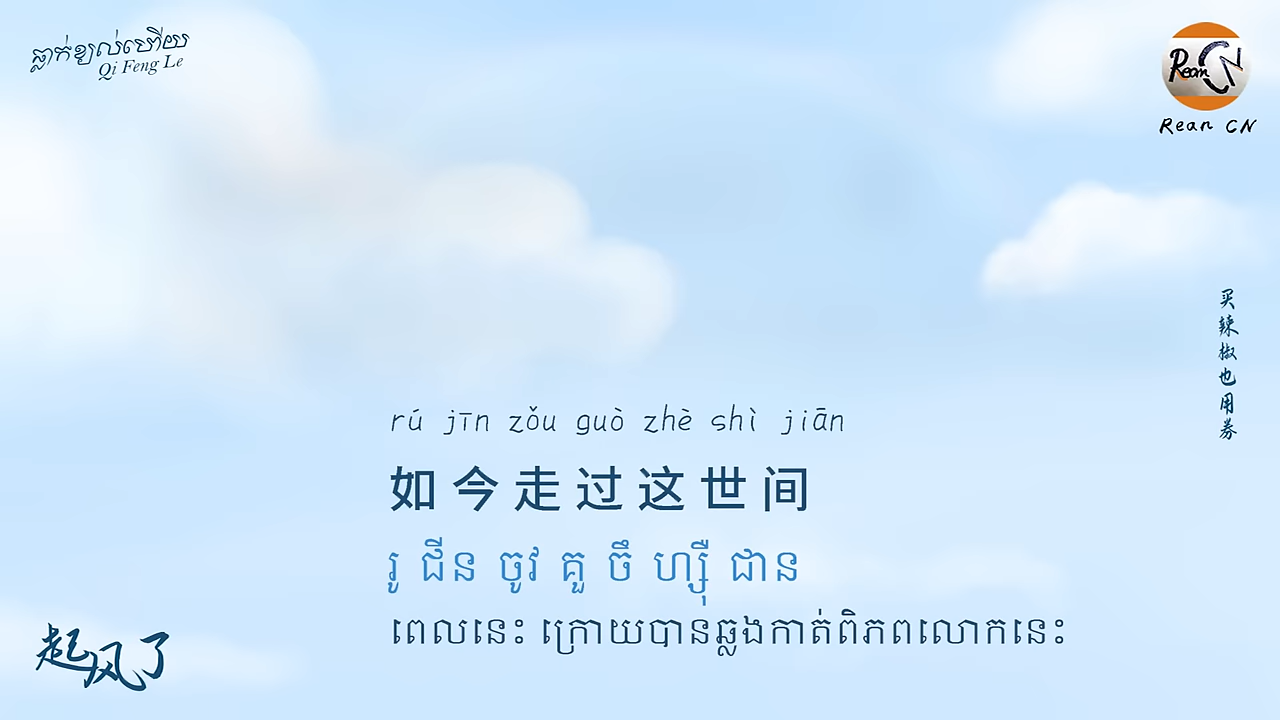 ធ្លាក់ខ្យល់ហើយ
Qi Feng Le
Rean CN
Rean CN
买辣椒也用券
rú jīn zǒu guò zhè shì jiān
如今走过这世间
រូ ជីន ចូវ គួ ចឹ ហ្ស៊ឺ ជាន
ពេលនេះ ក្រោយបានឆ្លងកាត់ពិភពលោកនេះ
起风了